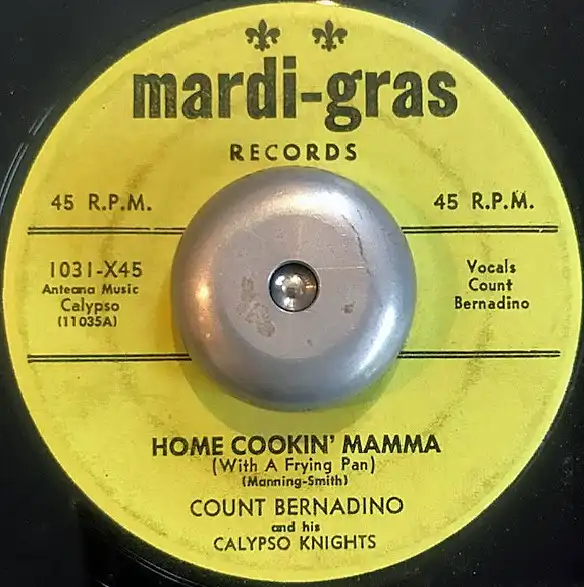 mardi-gras
RECORDS
45 R.P.M.
45 R.P.M.
1031-X45
Anteana Music
Calypso
(11035A)
Vocals
Count
Bernadino
HOME COOKIN' MAMMA
(With A Frying Pan)
(Manning-Smith)
COUNT BERNADINO
and his
CALYPSO KNIGHTS